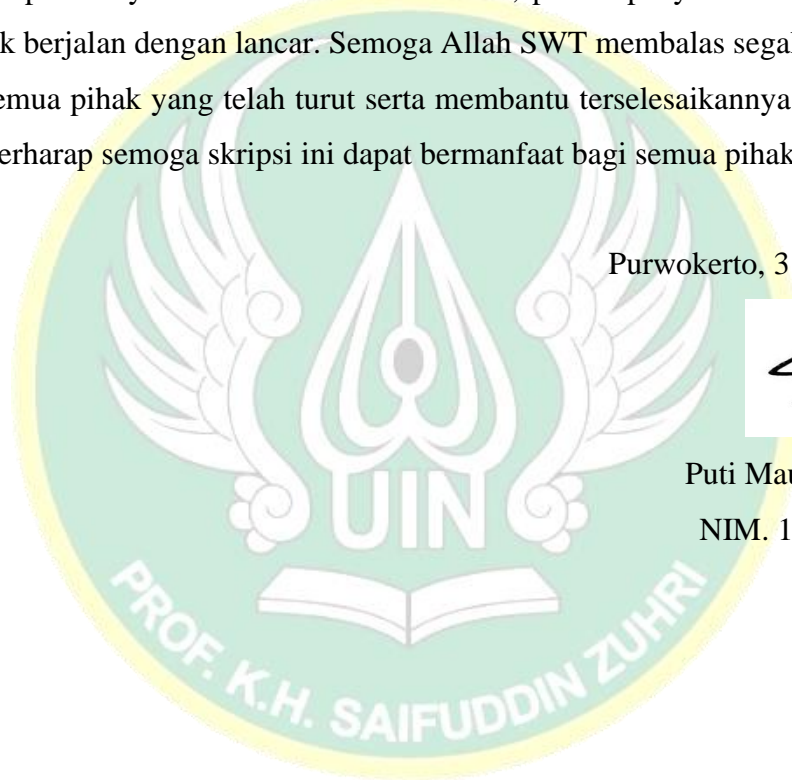 k berjalan dengan lancar. Semoga Allah SWT membalas segal
emua pihak yang telah turut serta membantu terselesaikannya
erharap semoga skripsi ini dapat bermanfaat bagi semua pihak
Purwokerto, 3
Puti Mau
NIM. 1
UIN
PROF. K.H. SAIFUDDIN ZUHRI